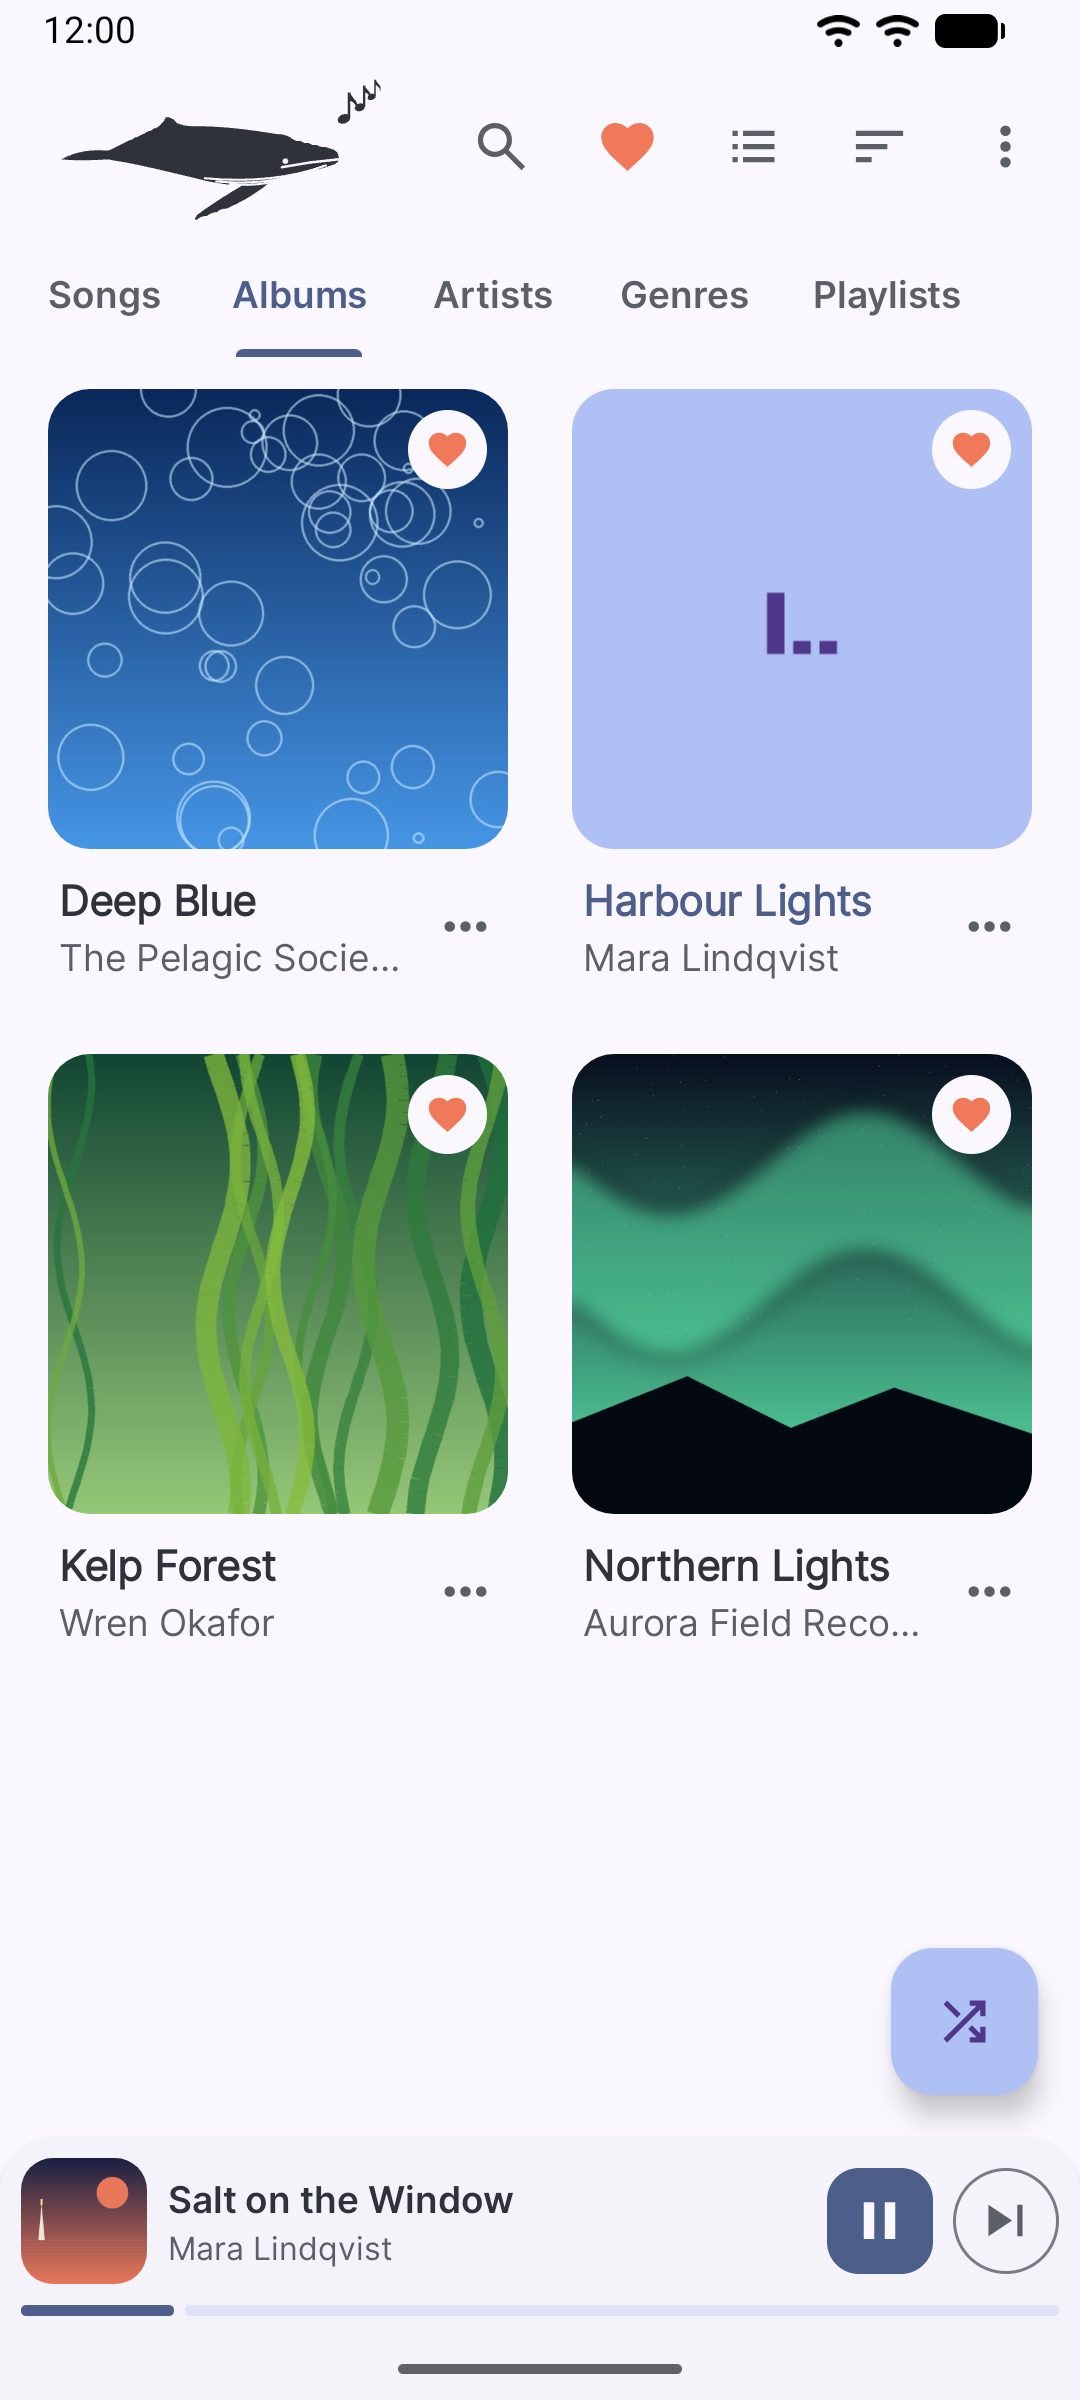 12:00
Songs
Albums
Artists
Genres
Playlists
Deep Blue
The Pelagic Socie...
Harbour Lights
Mara Lindqvist
Kelp Forest
Wren Okafor
Northern Lights
Aurora Field Reco...
Salt on the Window
Mara Lindqvist